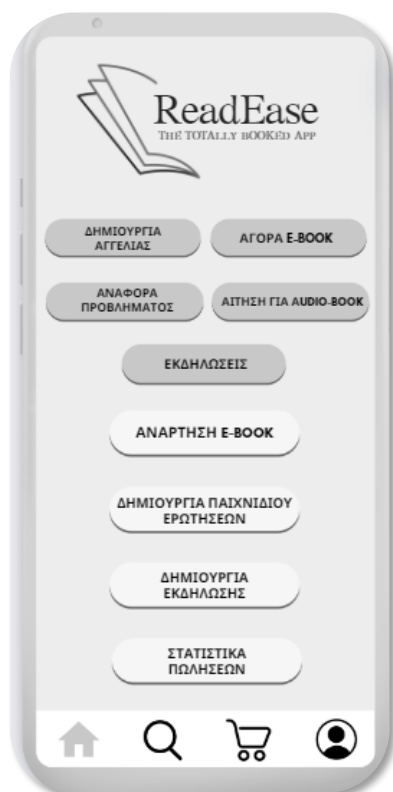 ReadEase
THE TOTALLY BOOKED APP
ΔΗΜΙΟΥΡΓΙΑ
ΑΓΓΕΛΙΑΣ
ΑΓΟΡΑ E-BOOK
ΑΝΑΦΟΡΑ
ΠΡΟΒΛΗΜΑΤΟΣ
ΑΙΤΗΣΗ ΓΙΑ AUDIO-BOOK
ΕΚΔΗΛΩΣΕΙΣ
ΑΝΑΡΤΗΣΗ E-BOOK
ΔΗΜΙΟΥΡΓΙΑ ΠΑΙΧΝΙΔΙΟΥ
ΕΡΩΤΗΣΕΩΝ
ΔΗΜΙΟΥΡΓΙΑ
ΕΚΔΗΛΩΣΗΣ
ΣΤΑΤΙΣΤΙΚΑ
ΠΩΛΗΣΕΩΝ